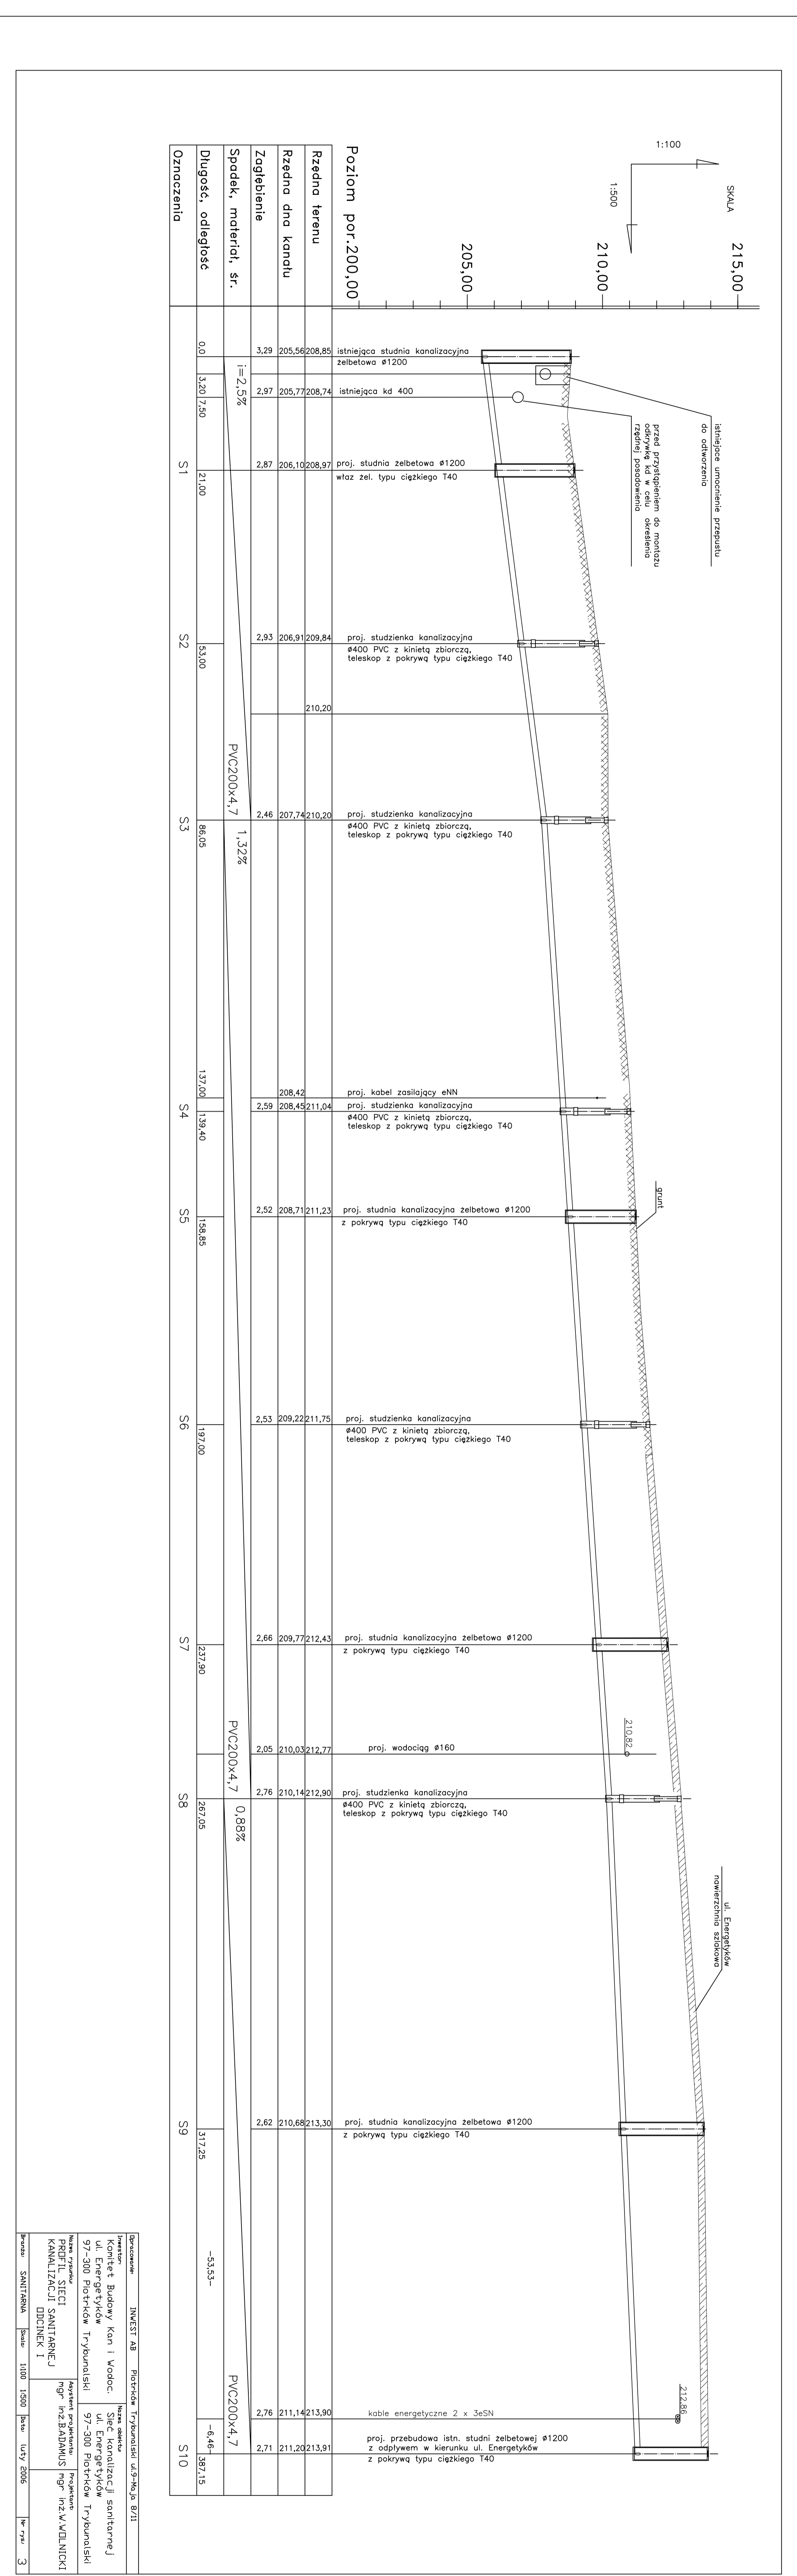 SKALA
1:100
1:500
215,00
210,00
205,00
Poziom por.200,00
Rzędna terenu
Rzędna dna kanału
Zagłebienie
Spadek, materiał, śr.
Długość, odległość
Oznaczenia
istniejące umocnienie przepustu
do odtworzenia
przed przystąpieniem do montażu
odkrywkę kd w celu określenia
rzędnej posadowienia
istniejąca studnia kanalizacyjna
żelbetowa ø1200
istniejąca kd 400
proj. studnia żelbetowa ø1200
właz żel. typu ciężkiego T40
proj. studzienka kanalizacyjna
ø400 PVC z kinietą zbiorczą,
teleskop z pokrywą typu ciężkiego T40
proj. studzienka kanalizacyjna
ø400 PVC z kinietą zbiorczą,
teleskop z pokrywą typu ciężkiego T40
proj. kabel zasilający eNN
proj. studzienka kanalizacyjna
ø400 PVC z kinietą zbiorczą,
teleskop z pokrywą typu ciężkiego T40
grunt
proj. studnia kanalizacyjna żelbetowa ø1200
z pokrywą typu ciężkiego T40
proj. studzienka kanalizacyjna
ø400 PVC z kinietą zbiorczą,
teleskop z pokrywą typu ciężkiego T40
proj. studnia kanalizacyjna żelbetowa ø1200
z pokrywą typu ciężkiego T40
210,82
proj. wodociąg ø160
proj. studzienka kanalizacyjna
ø400 PVC z kinietą zbiorczą,
teleskop z pokrywą typu ciężkiego T40
ul. Energetyków
nawierzchnia szlakowa
proj. studnia kanalizacyjna żelbetowa ø1200
z pokrywą typu ciężkiego T40
212,86
kable energetyczne 2 x 3eSN
proj. przebudowa istn. studni żelbetowej ø1200
z odpływem w kierunku ul. Energetyków
z pokrywą typu ciężkiego T40
208,85 208,74 208,97 209,84 210,20 210,20 211,04 211,23 211,75 212,43 212,77 212,90 213,30 213,90 213,91
205,56 205,77 206,10 206,91 207,74 208,42 208,45 208,71 209,22 209,77 210,03 210,14 210,68 211,14 211,20
3,29 2,97 2,87 2,93 2,46 2,59 2,52 2,53 2,66 2,05 2,76 2,62 2,76 2,71
i=2,5% PVC200x4,7 1,32% PVC200x4,7 0,88% PVC200x4,7
0,0 3,20 7,50 21,00 53,00 86,05 137,00 139,40 158,85 197,00 237,90 267,05 317,25 -53,53- -6,46- 387,15
S1 S2 S3 S4 S5 S6 S7 S8 S9 S10
Opracowanie: INWEST AB Piotrków Trybunalski ul.9-Maja 8/11
Inwestor:
Komitet Budowy Kan i Wodoc.
ul. Energetyków
97-300 Piotrków Trybunalski
Nazwa obiektu:
Sieć kanalizacji sanitarnej
ul. Energetyków
97-300 Piotrków Trybunalski
Nazwa rysunku:
PROFIL SIECI
KANALIZACJI SANITARNEJ
ODCINEK I
Asystent projektanta:
mgr inż.B.ADAMUS
Projektant:
mgr inż.W.WOLNICKI
Branża: SANITARNA
Skala: 1:100 1:500
Data: luty 2006
Nr rys.: 3